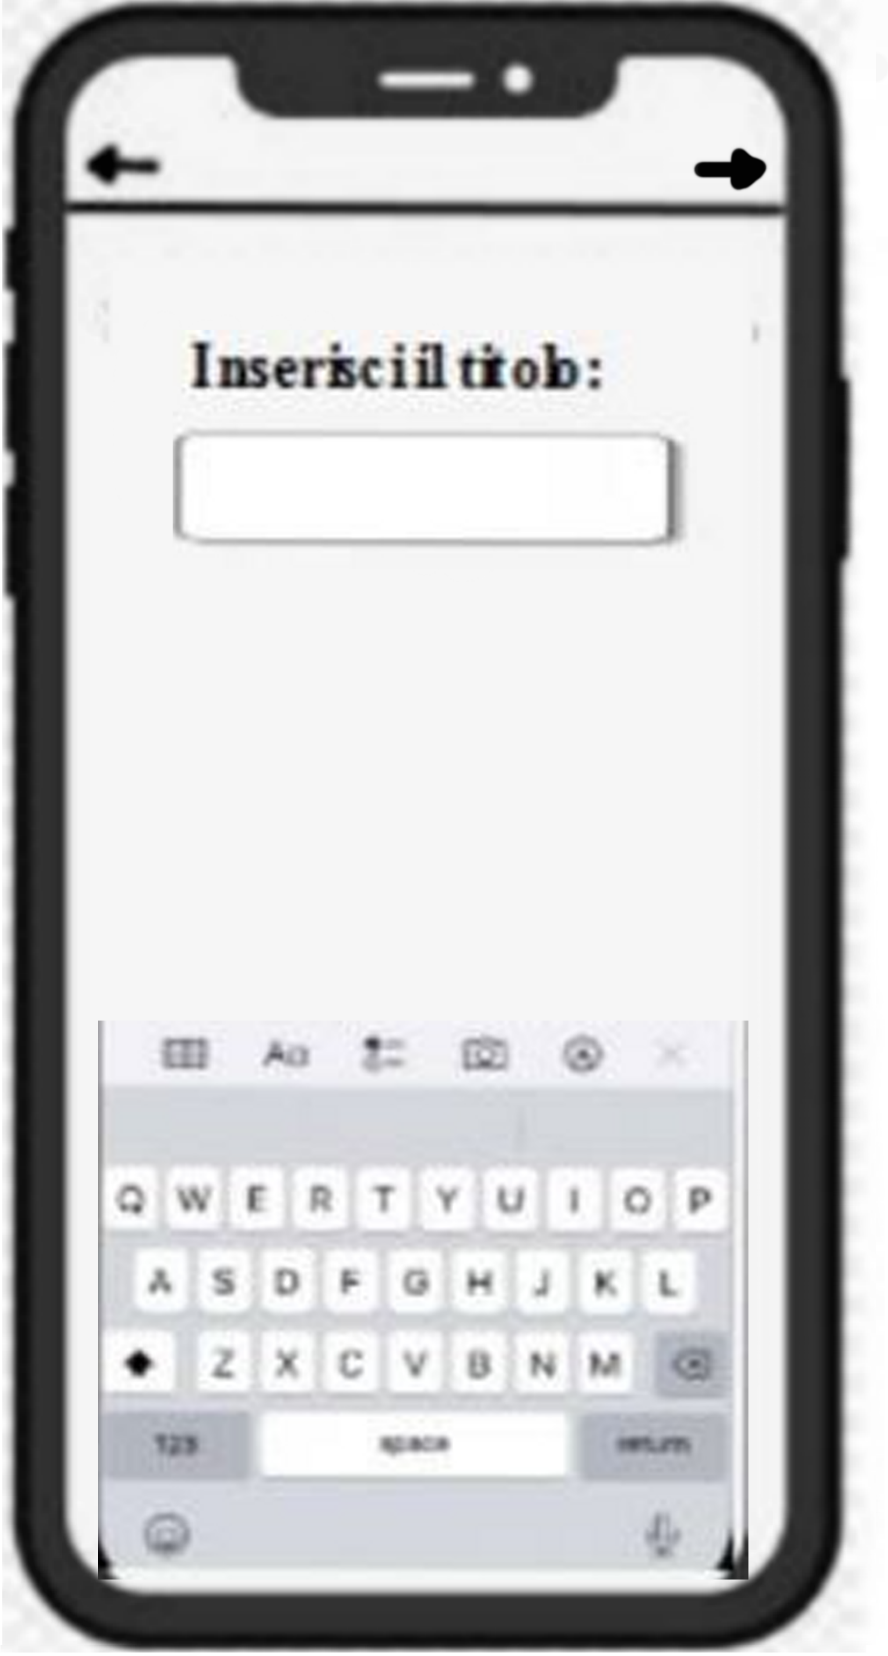 Inserisci il titolo:
Aa
Q W E R T Y U I O P
A S D F G H J K L
Z X C V B N M
123 space return